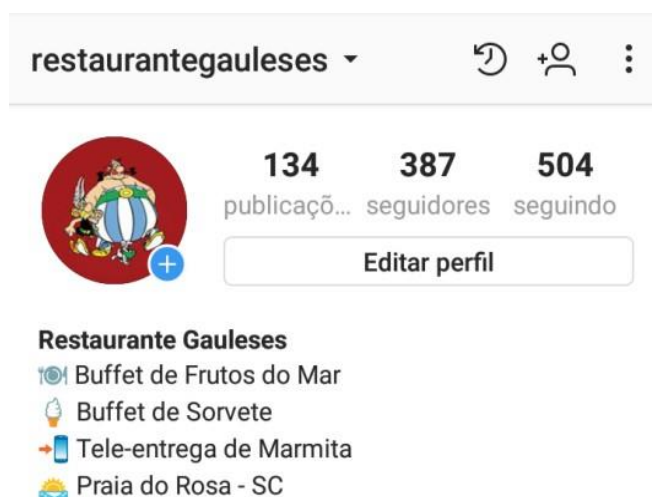 restaurantegauleses
134 387 504
publicaçõ... seguidores seguindo
Editar perfil
Restaurante Gauleses
🍽️ Buffet de Frutos do Mar
🍦 Buffet de Sorvete
📲 Tele-entrega de Marmita
🌅 Praia do Rosa - SC